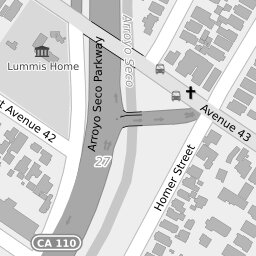 Lummis Home
Arroyo Seco Parkway
Arroyo Seco
Avenue 43
t Avenue 42
27
Homer Street
CA 110